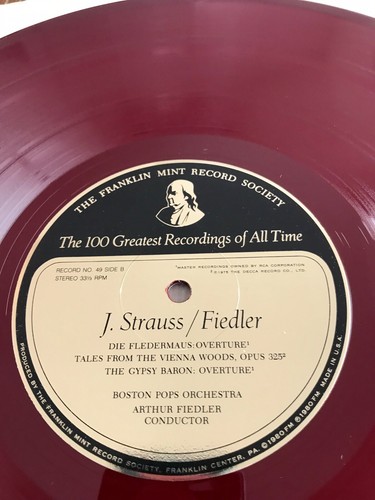 THE FRANKLIN MINT RECORD SOCIETY
The 100 Greatest Recordings of All Time
RECORD NO. 49 SIDE B
STEREO 33⅓ RPM
¹MASTER RECORDINGS OWNED BY RCA CORPORATION
²℗1975 THE DECCA RECORD CO., LTD.
J. Strauss / Fiedler
DIE FLEDERMAUS:OVERTURE¹
TALES FROM THE VIENNA WOODS, OPUS 325²
THE GYPSY BARON: OVERTURE¹
BOSTON POPS ORCHESTRA
ARTHUR FIEDLER
CONDUCTOR
PRODUCED BY THE FRANKLIN MINT RECORD SOCIETY, FRANKLIN CENTER, PA. ©1980 FM ℗1980 FM MADE IN U.S.A.